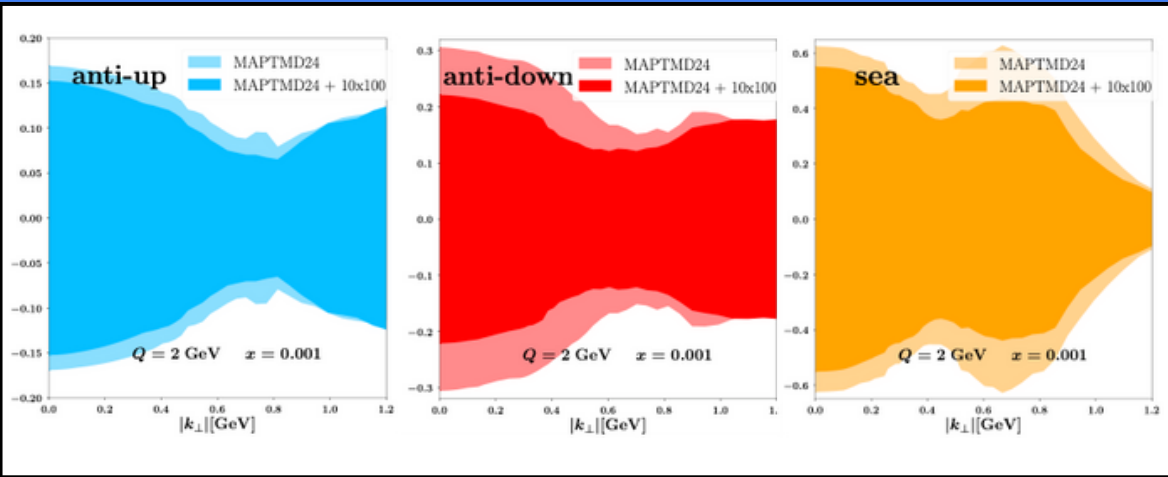 anti-up
MAPTMD24
MAPTMD24 + 10x100
0.20
0.15
0.10
0.05
0.00
−0.05
−0.10
−0.15
−0.20
Q = 2 GeV x = 0.001
0.0 0.2 0.4 0.6 0.8 1.0 1.2
|k⊥|[GeV]
anti-down
MAPTMD24
MAPTMD24 + 10x100
0.3
0.2
0.1
0.0
−0.1
−0.2
−0.3
Q = 2 GeV x = 0.001
0.0 0.2 0.4 0.6 0.8 1.0 1.
|k⊥|[GeV]
sea
MAPTMD24
MAPTMD24 + 10x100
0.6
0.4
0.2
0.0
−0.2
−0.4
−0.6
Q = 2 GeV x = 0.001
0.0 0.2 0.4 0.6 0.8 1.0 1.2
|k⊥|[GeV]